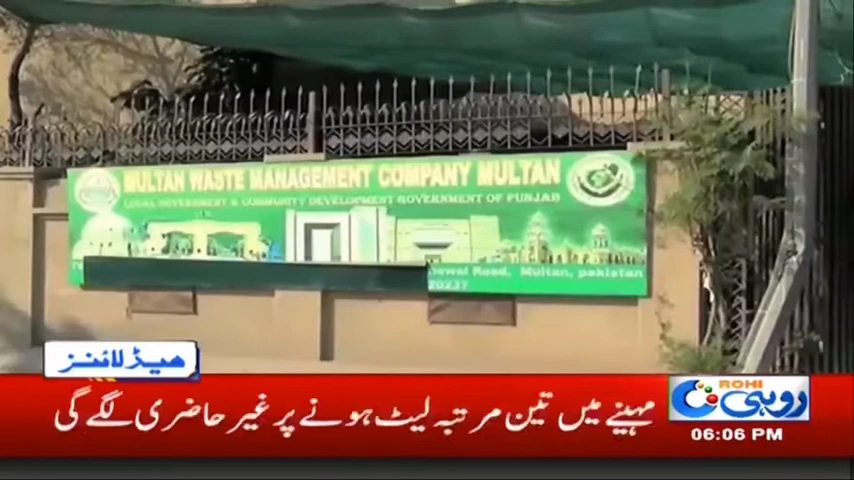 MULTAN WASTE MANAGEMENT COMPANY MULTAN
LOCAL GOVERNMENT & COMMUNITY DEVELOPMENT GOVERNMENT OF PUNJAB
Road, Multan, pakistan
ھیڈلائنز
مہینے میں تین مرتبہ لیٹ ہونے پر غیر حاضری لگے گی
ROHI
روہی
06:06 PM